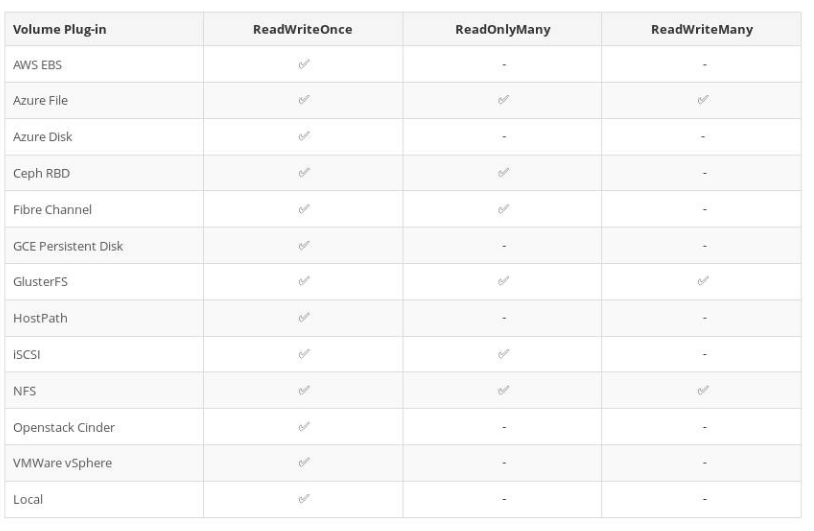 Volume Plug-in ReadWriteOnce ReadOnlyMany ReadWriteMany
AWS EBS ✅ - -
Azure File ✅ ✅ ✅
Azure Disk ✅ - -
Ceph RBD ✅ ✅ -
Fibre Channel ✅ ✅ -
GCE Persistent Disk ✅ - -
GlusterFS ✅ ✅ ✅
HostPath ✅ - -
iSCSI ✅ ✅ -
NFS ✅ ✅ ✅
Openstack Cinder ✅ - -
VMWare vSphere ✅ - -
Local ✅ - -